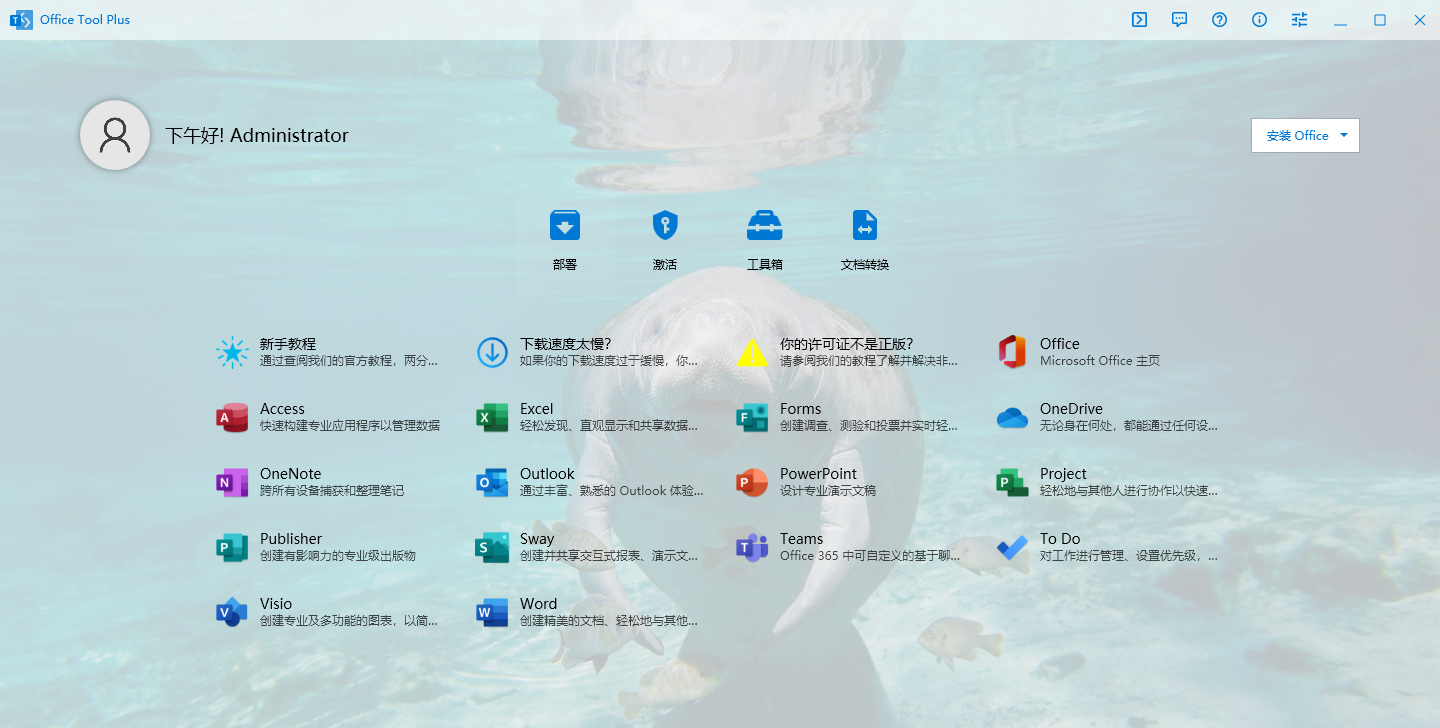 Office Tool Plus
下午好! Administrator
安装 Office
部署
激活
工具箱
文档转换
新手教程
通过查阅我们的官方教程，两分...
下载速度太慢?
如果你的下载速度过于缓慢，你...
你的许可证不是正版?
请参阅我们的教程了解并解决非...
Office
Microsoft Office 主页
Access
快速构建专业应用程序以管理数据
Excel
轻松发现、直观显示和共享数据...
Forms
创建调查、测验和投票并实时轻...
OneDrive
无论身在何处，都能通过任何设...
OneNote
跨所有设备捕获和整理笔记
Outlook
通过丰富、熟悉的 Outlook 体验...
PowerPoint
设计专业演示文稿
Project
轻松地与其他人进行协作以快速...
Publisher
创建有影响力的专业级出版物
Sway
创建并共享交互式报表、演示文...
Teams
Office 365 中可自定义的基于聊...
To Do
对工作进行管理、设置优先级，...
Visio
创建专业及多功能的图表，以简...
Word
创建精美的文档、轻松地与其他...